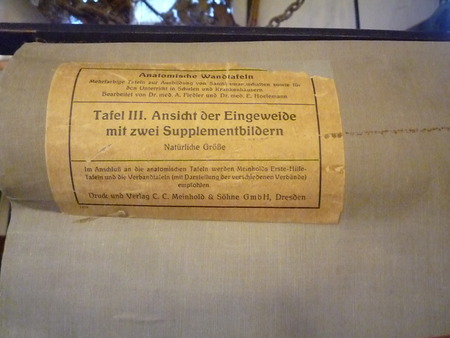 Anatomische Wandtafeln
Mehrfarbige Tafeln zur Ausbildung von Sanitätsmannschaften sowie für
den Unterricht in Schulen und Krankenhäusern.
Bearbeitet von Dr. med. A. Fiedler und Dr. med. E. Hoelemann
Tafel III. Ansicht der Eingeweide
mit zwei Supplementbildern
Natürliche Größe
Im Anschluß an die anatomischen Tafeln werden Meinholds Erste-Hilfe-
Tafeln und die Verbandtafeln (mit Darstellung der verschiedenen Verbände)
empfohlen
Druck und Verlag C. C. Meinhold & Söhne GmbH, Dresden